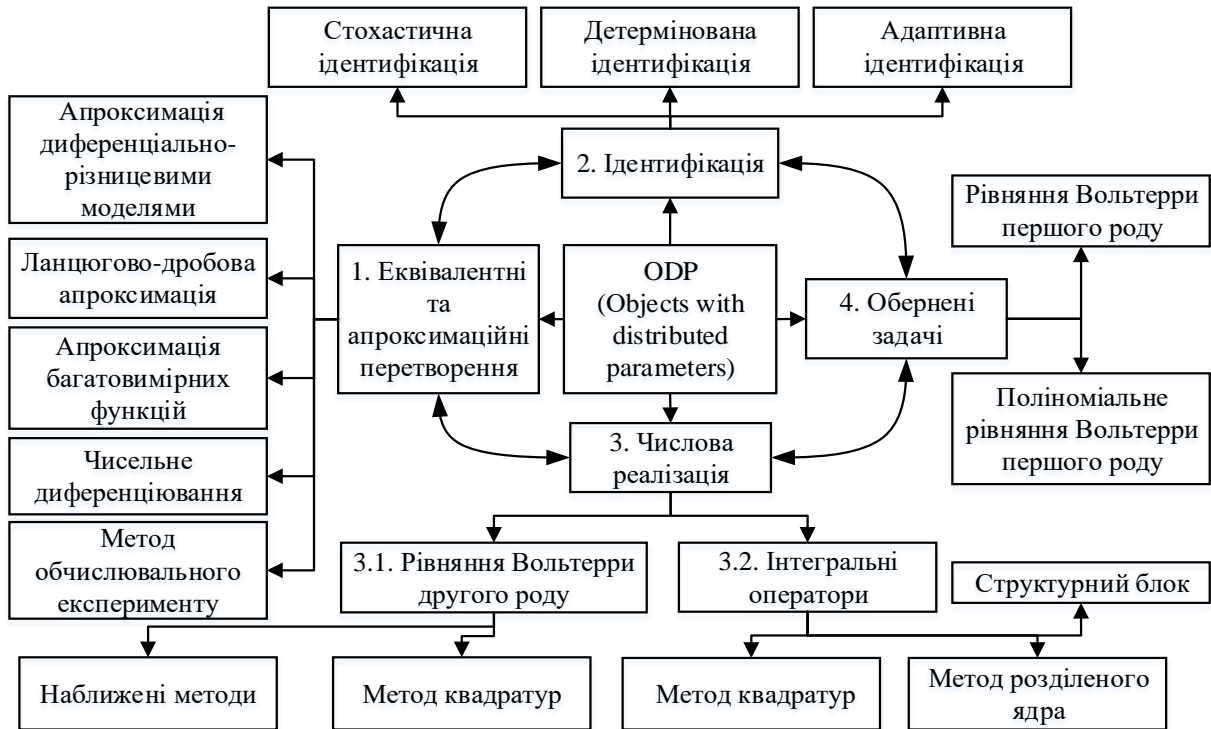 Стохастична
ідентифікація
Детермінована
ідентифікація
Адаптивна
ідентифікація
Апроксимація
диференціально-
різницевими
моделями
Ланцюгово-дробова
апроксимація
Апроксимація
багатовимірних
функцій
Чисельне
диференціювання
Метод
обчислювального
експерименту
2. Ідентифікація
1. Еквівалентні
та
апроксимаційні
перетворення
ODP
(Objects with
distributed
parameters)
4. Обернені
задачі
Рівняння Вольтерри
першого роду
Поліноміальне
рівняння Вольтерри
першого роду
3. Числова
реалізація
3.1. Рівняння Вольтерри
другого роду
3.2. Інтегральні
оператори
Структурний блок
Наближені методи
Метод квадратур
Метод квадратур
Метод розділеного
ядра